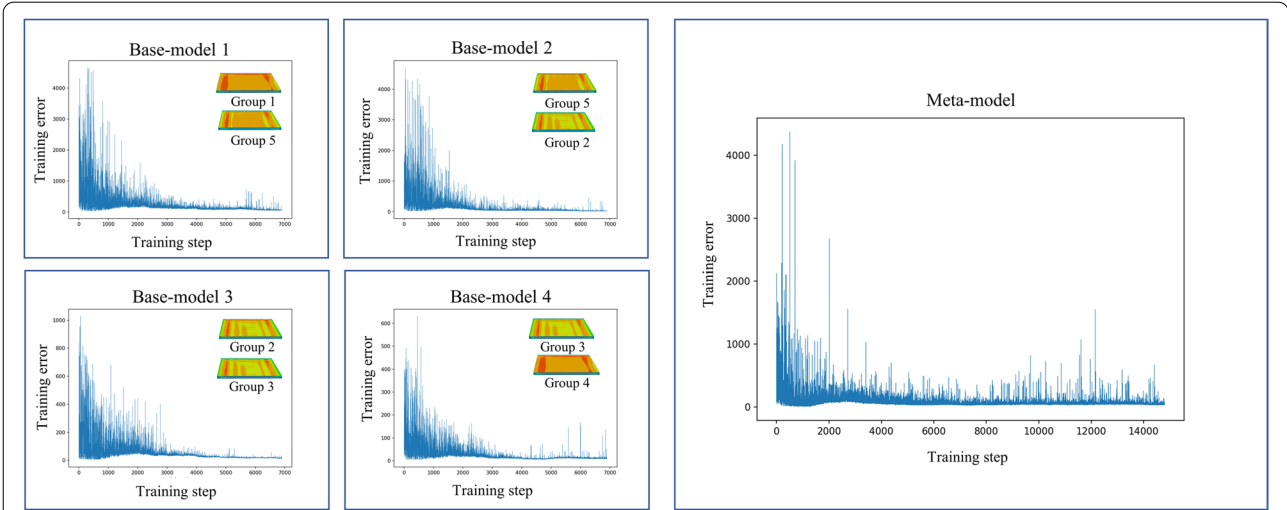 Base-model 1
Training error
4000
3000
2000
1000
0
0 1000 2000 3000 4000 5000 6000 7000
Training step
Group 1
Group 5
Base-model 2
Training error
4000
3000
2000
1000
0
0 1000 2000 3000 4000 5000 6000 7000
Training step
Group 5
Group 2
Base-model 3
Training error
1000
800
600
400
200
0
0 1000 2000 3000 4000 5000 6000 7000
Training step
Group 2
Group 3
Base-model 4
Training error
600
500
400
300
200
100
0
0 1000 2000 3000 4000 5000 6000 7000
Training step
Group 3
Group 4
Meta-model
Training error
4000
3000
2000
1000
0
0 2000 4000 6000 8000 10000 12000 14000
Training step